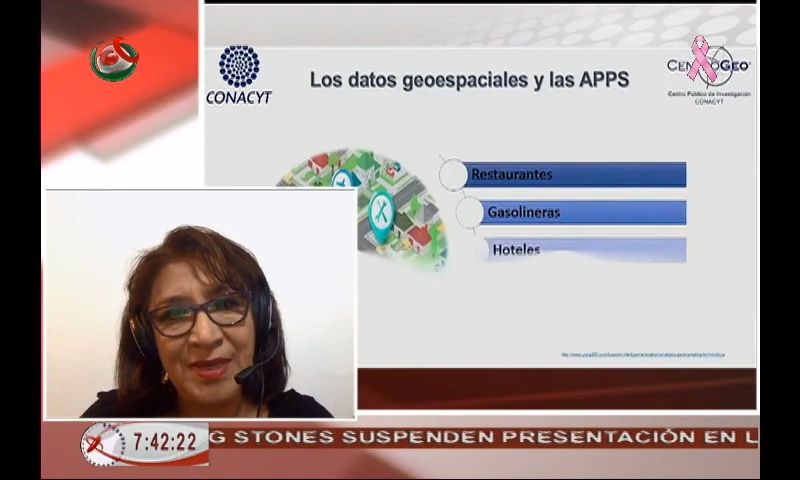 CONACYT
Los datos geoespaciales y las APPS
CENTROGEO
Centro Público de Investigación
CONACYT
Restaurantes
Gasolineras
Hoteles
7:42:22
G STONES SUSPENDEN PRESENTACIÒN EN L